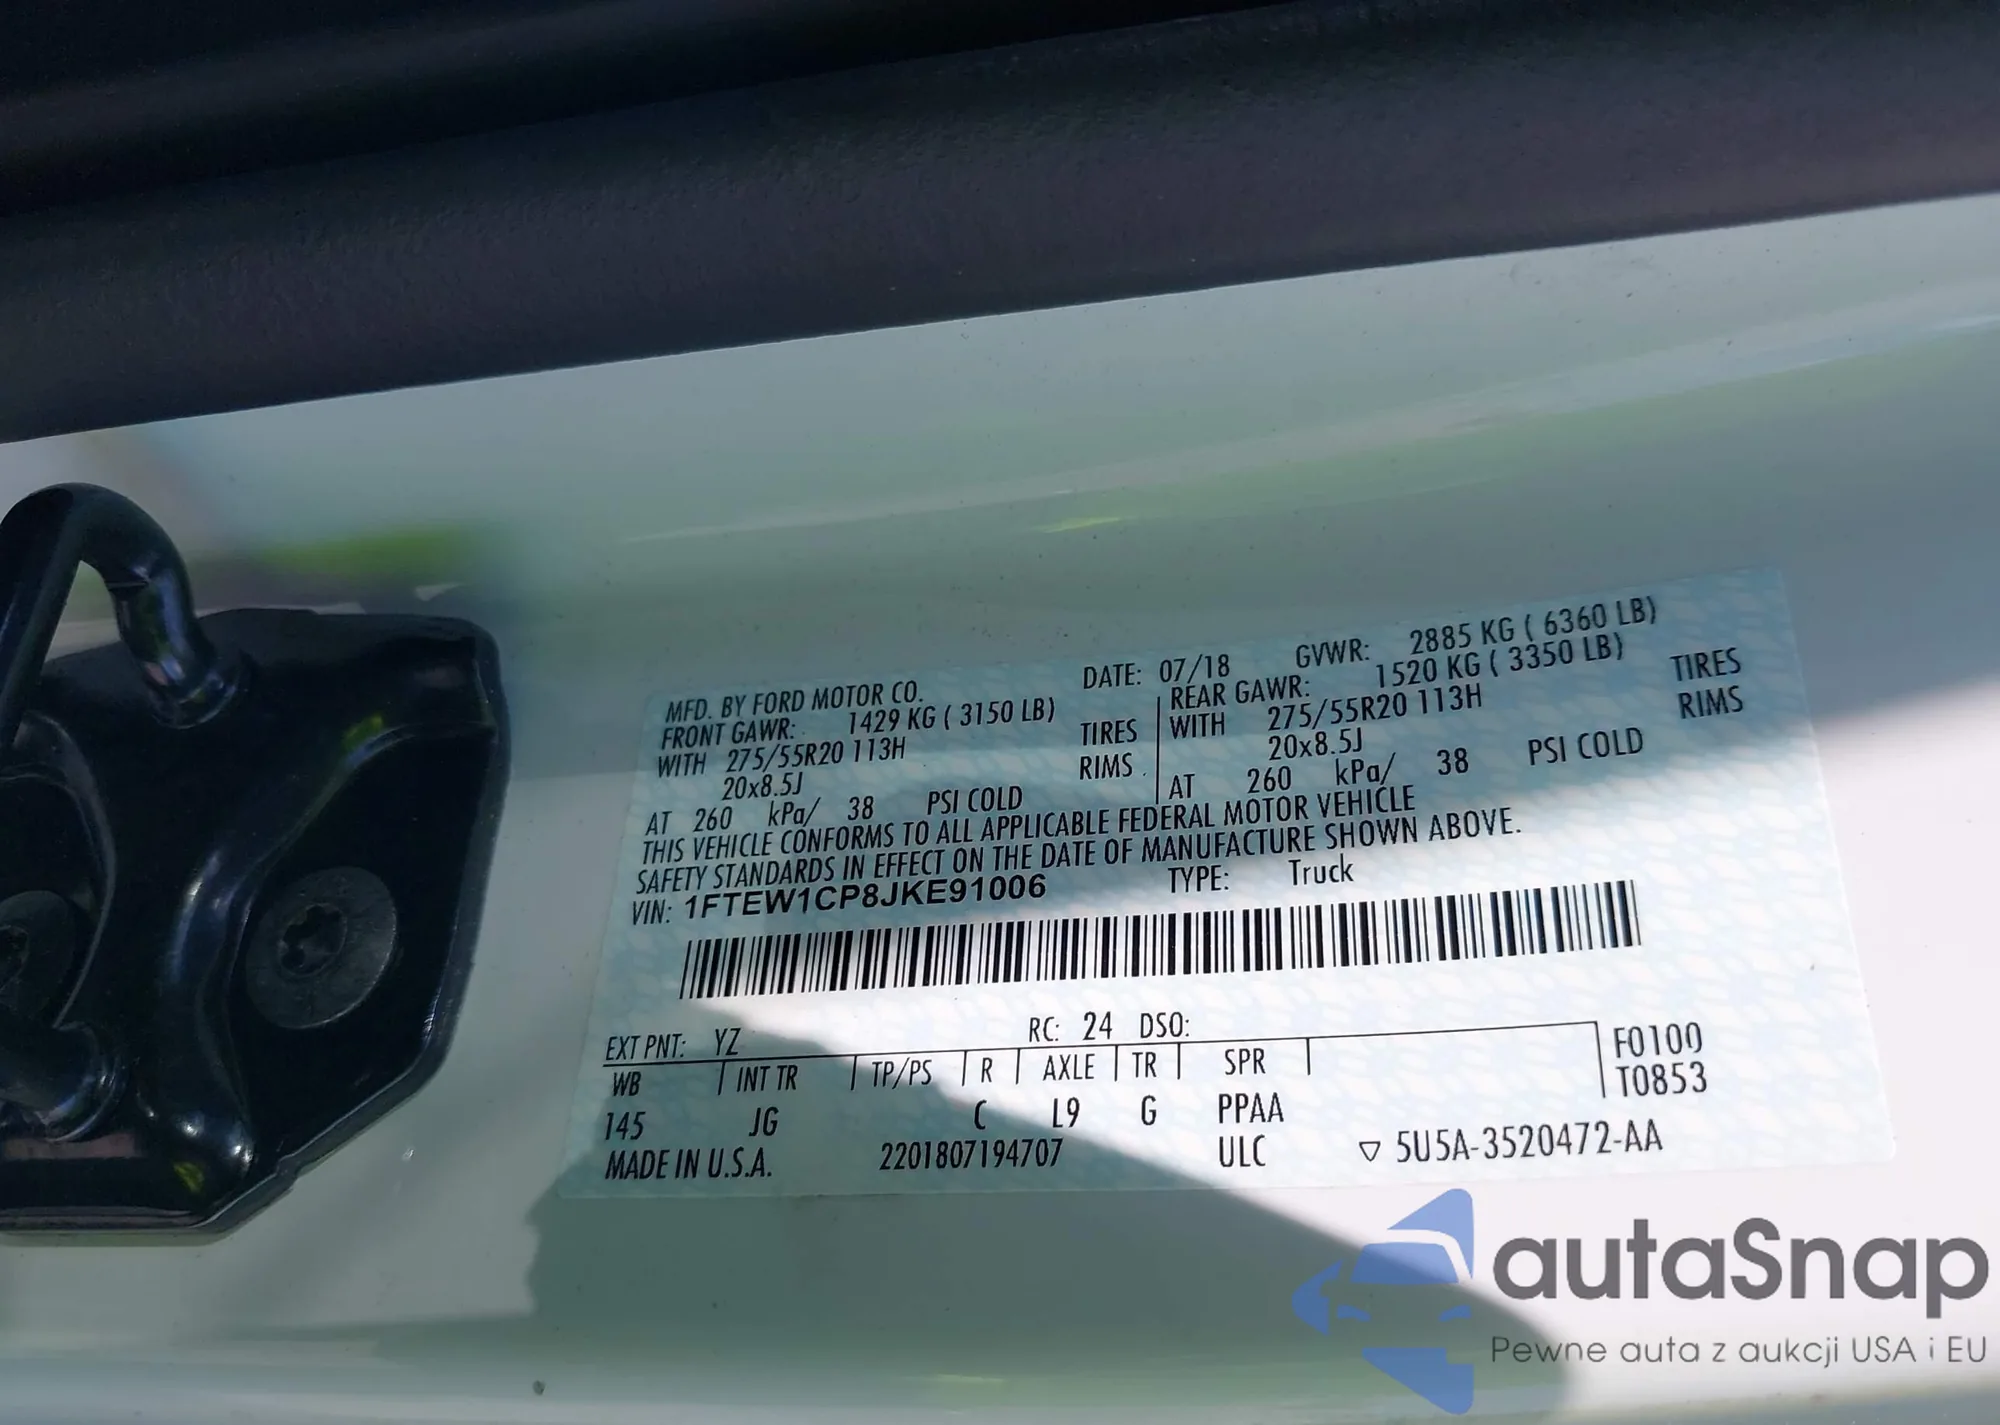 MFD. BY FORD MOTOR CO. DATE: 07/18 GVWR: 2885 KG ( 6360 LB)
FRONT GAWR: 1429 KG ( 3150 LB) REAR GAWR: 1520 KG ( 3350 LB)
WITH 275/55R20 113H TIRES WITH 275/55R20 113H TIRES
20x8.5J RIMS 20x8.5J RIMS
AT 260 kPa/ 38 PSI COLD AT 260 kPa/ 38 PSI COLD
THIS VEHICLE CONFORMS TO ALL APPLICABLE FEDERAL MOTOR VEHICLE
SAFETY STANDARDS IN EFFECT ON THE DATE OF MANUFACTURE SHOWN ABOVE.
VIN: 1FTEW1CP8JKE91006 TYPE: Truck
EXT PNT: YZ RC: 24 DSO:
WB INT TR TP/PS R AXLE TR SPR F0100
T0853
145 JG C L9 G PPAA
MADE IN U.S.A. 2201807194707 ULC ▽ 5U5A-3520472-AA
autaSnap
Pewne auta z aukcji USA i EU